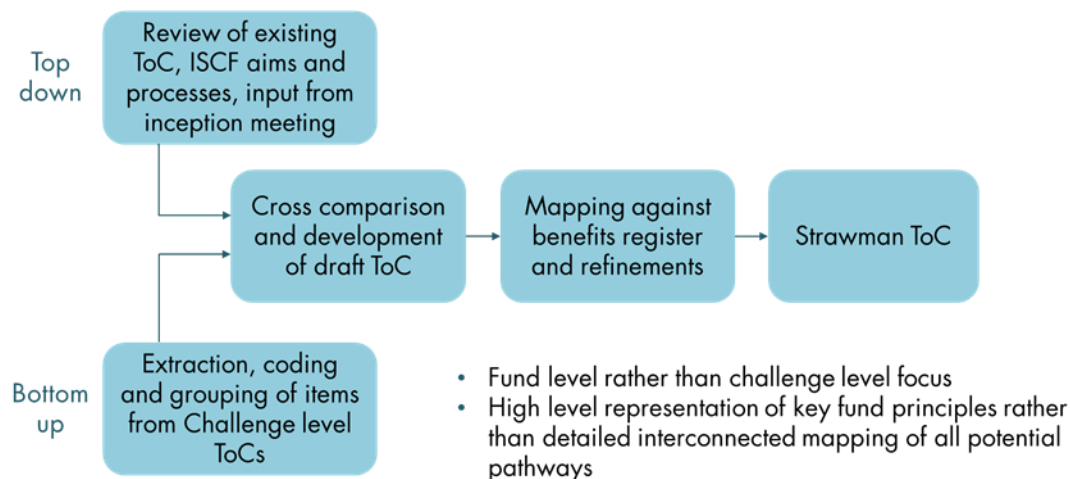 Top
down
Review of existing
ToC, ISCF aims and
processes, input from
inception meeting
Cross comparison
and development
of draft ToC
Mapping against
benefits register
and refinements
Strawman ToC
Bottom
up
Extraction, coding
and grouping of items
from Challenge level
ToCs
• Fund level rather than challenge level focus
• High level representation of key fund principles rather
than detailed interconnected mapping of all potential
pathways